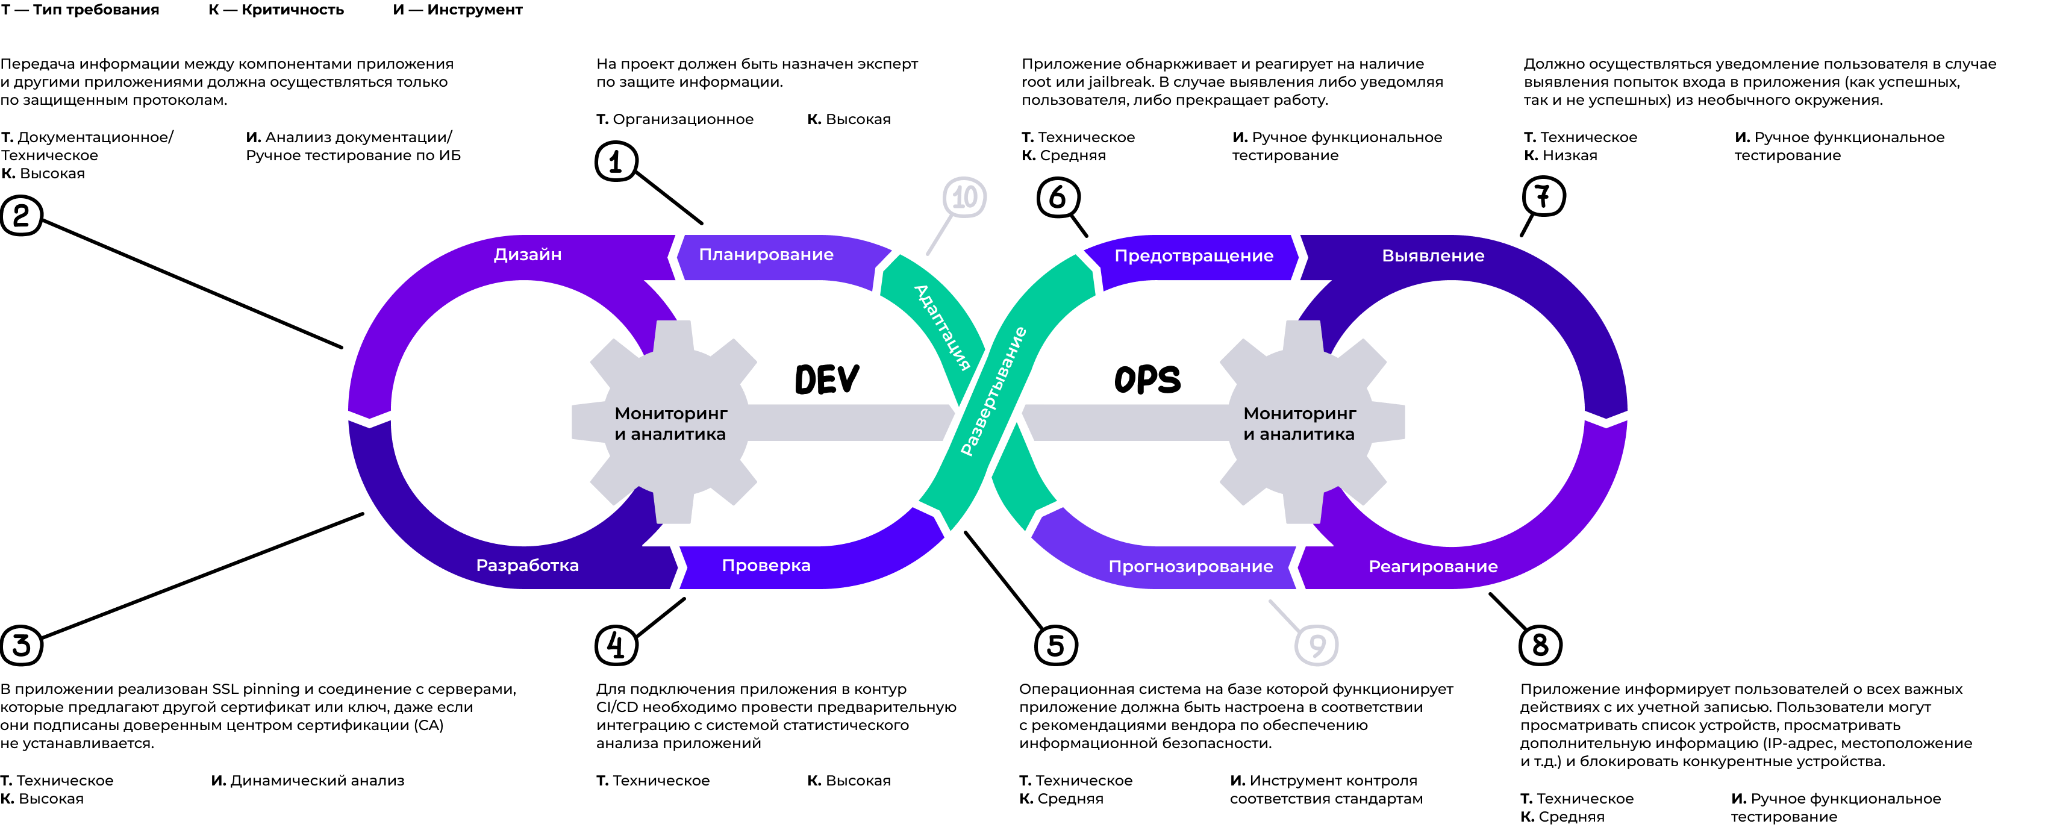 Т — Тип требования К — Критичность И — Инструмент
Передача информации между компонентами приложения
и другими приложениями должна осуществляться только
по защищенным протоколам.
Т. Документационное/
Техническое
К. Высокая
И. Аналииз документации/
Ручное тестирование по ИБ
2
На проект должен быть назначен эксперт
по защите информации.
Т. Организационное К. Высокая
1
10
Приложение обнаркживает и реагирует на наличие
root или jailbreak. В случае выявления либо уведомляя
пользователя, либо прекращает работу.
Т. Техническое
К. Средняя
И. Ручное функциональное
тестирование
6
Должно осуществляться уведомление пользователя в случае
выявления попыток входа в приложения (как успешных,
так и не успешных) из необычного окружения.
Т. Техническое
К. Низкая
И. Ручное функциональное
тестирование
7
Дизайн
Планирование
Адаптация
Развертывание
Предотвращение
Выявление
DEV
OPS
Мониторинг
и аналитика
Мониторинг
и аналитика
Разработка
Проверка
Прогнозирование
Реагирование
3
В приложении реализован SSL pinning и соединение с серверами,
которые предлагают другой сертификат или ключ, даже если
они подписаны доверенным центром сертификации (СА)
не устанавливается.
Т. Техническое
К. Высокая
И. Динамический анализ
4
Для подключения приложения в контур
CI/CD необходимо провести предварительную
интеграцию с системой статистического
анализа приложений
Т. Техническое К. Высокая
5
Операционная система на базе которой функционирует
приложение должна быть настроена в соответствии
с рекомендациями вендора по обеспечению
информационной безопасности.
Т. Техническое
К. Средняя
И. Инструмент контроля
соответствия стандартам
9
8
Приложение информирует пользователей о всех важных
действиях с их учетной записью. Пользователи могут
просматривать список устройств, просматривать
дополнительную информацию (IP-адрес, местоположение
и т.д.) и блокировать конкурентные устройства.
Т. Техническое
К. Средняя
И. Ручное функциональное
тестирование